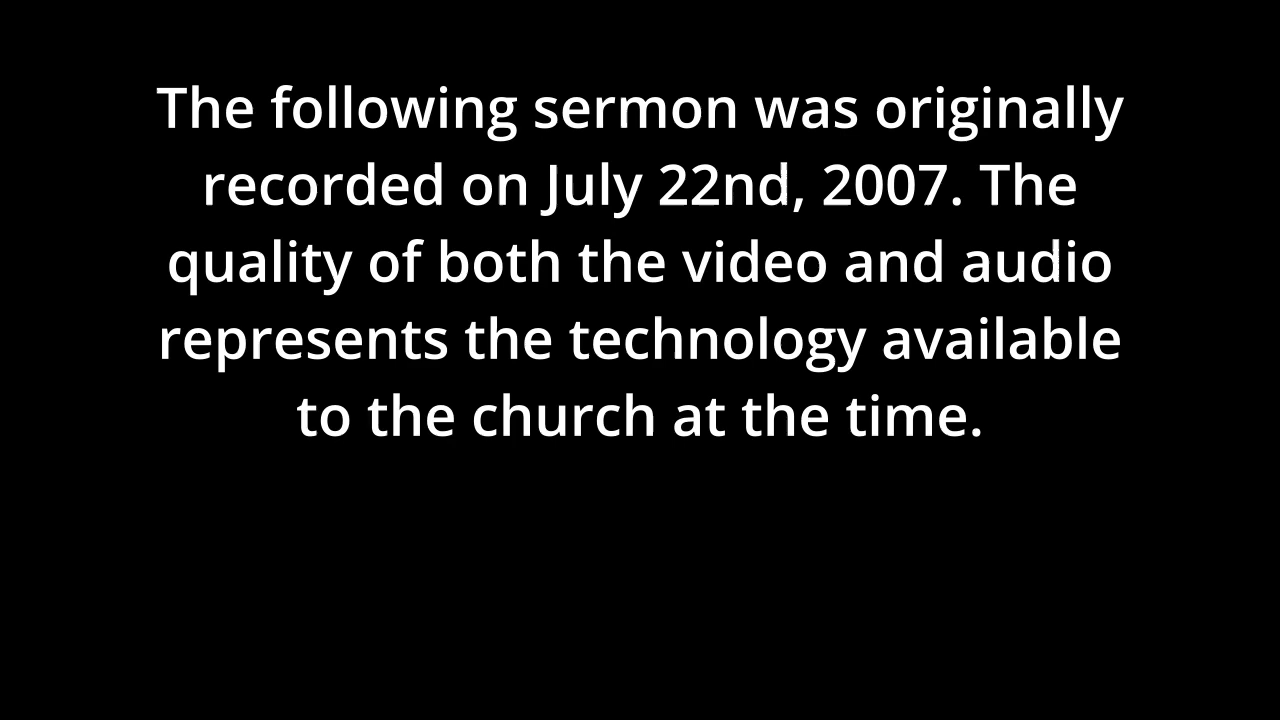 The following sermon was originally
recorded on July 22nd, 2007. The
quality of both the video and audio
represents the technology available
to the church at the time.